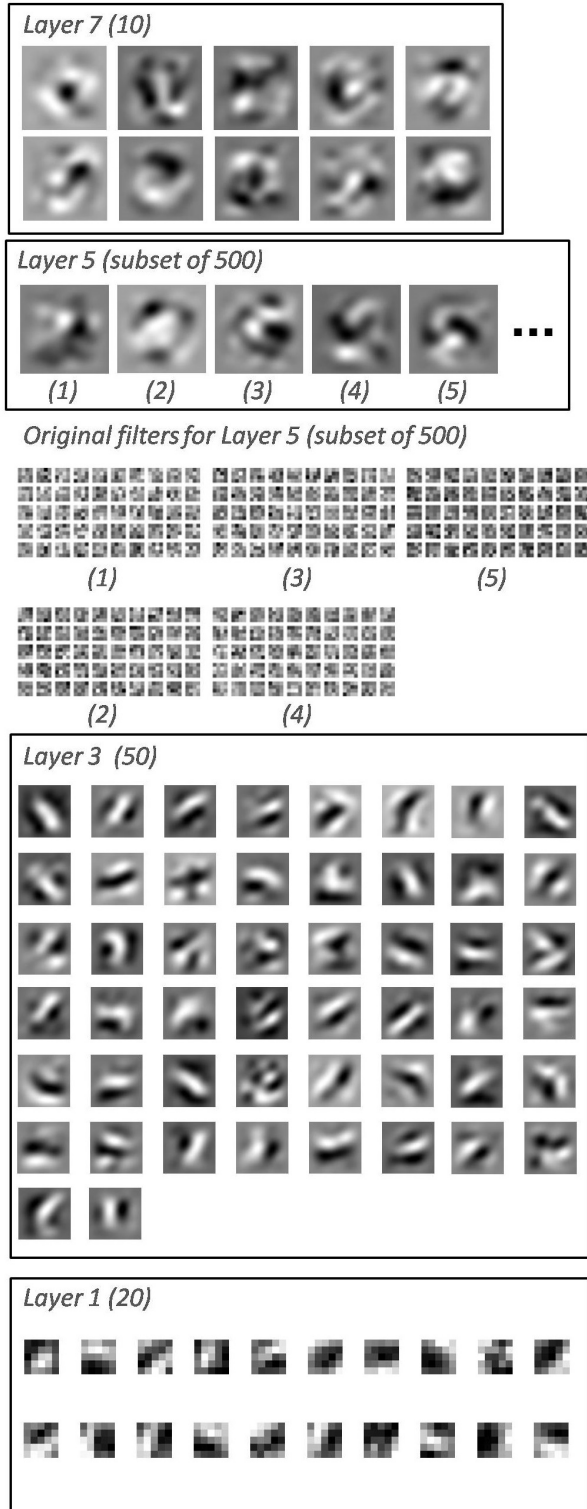 Layer 7 (10)
Layer 5 (subset of 500)
...
(1) (2) (3) (4) (5)
Original filters for Layer 5 (subset of 500)
(1) (3) (5)
(2) (4)
Layer 3 (50)
Layer 1 (20)